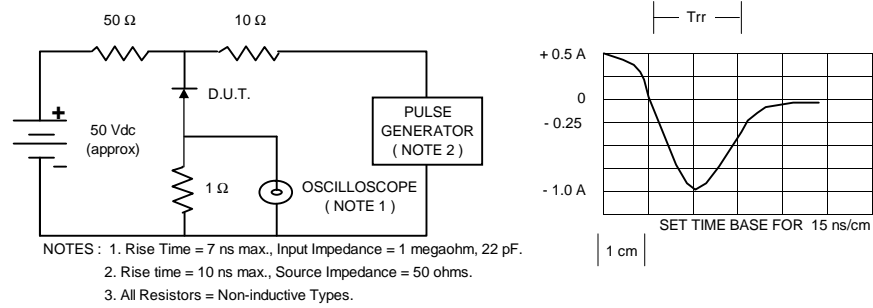 50 Ω
10 Ω
D.U.T.
+
50 Vdc
(approx)
1 Ω
OSCILLOSCOPE
( NOTE 1 )
PULSE
GENERATOR
( NOTE 2 )
Trr
+ 0.5 A
0
- 0.25
- 1.0 A
SET TIME BASE FOR 15 ns/cm
1 cm
NOTES : 1. Rise Time = 7 ns max., Input Impedance = 1 megaohm, 22 pF.
2. Rise time = 10 ns max., Source Impedance = 50 ohms.
3. All Resistors = Non-inductive Types.